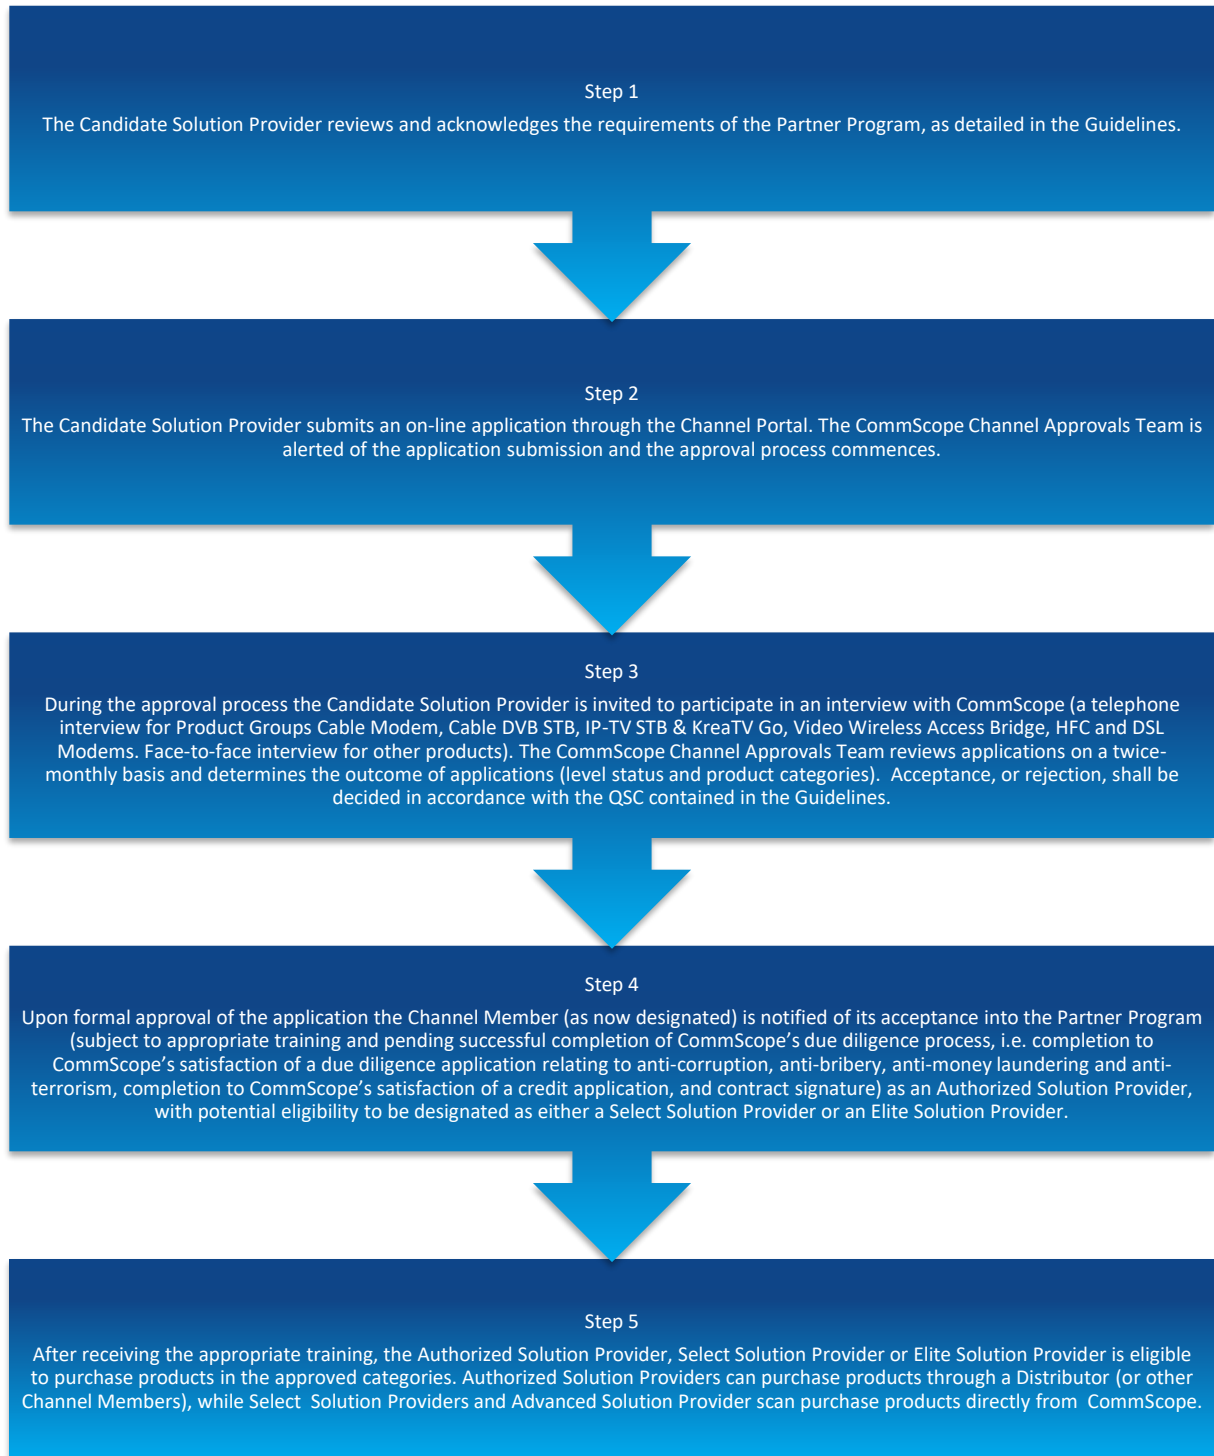 Step 1
The Candidate Solution Provider reviews and acknowledges the requirements of the Partner Program, as detailed in the Guidelines.
Step 2
The Candidate Solution Provider submits an on-line application through the Channel Portal. The CommScope Channel Approvals Team is
alerted of the application submission and the approval process commences.
Step 3
During the approval process the Candidate Solution Provider is invited to participate in an interview with CommScope (a telephone
interview for Product Groups Cable Modem, Cable DVB STB, IP-TV STB & KreaTV Go, Video Wireless Access Bridge, HFC and DSL
Modems. Face-to-face interview for other products). The CommScope Channel Approvals Team reviews applications on a twice-
monthly basis and determines the outcome of applications (level status and product categories).  Acceptance, or rejection, shall be
decided in accordance with the QSC contained in the Guidelines.
Step 4
Upon formal approval of the application the Channel Member (as now designated) is notified of its acceptance into the Partner Program
(subject to appropriate training and pending successful completion of CommScope's due diligence process, i.e. completion to
CommScope's satisfaction of a due diligence application relating to anti-corruption, anti-bribery, anti-money laundering and anti-
terrorism, completion to CommScope's satisfaction of a credit application, and contract signature) as an Authorized Solution Provider,
with potential eligibility to be designated as either a Select Solution Provider or an Elite Solution Provider.
Step 5
After receiving the appropriate training, the Authorized Solution Provider, Select Solution Provider or Elite Solution Provider is eligible
to purchase products in the approved categories. Authorized Solution Providers can purchase products through a Distributor (or other
Channel Members), while Select  Solution Providers and Advanced Solution Provider scan purchase products directly from  CommScope.